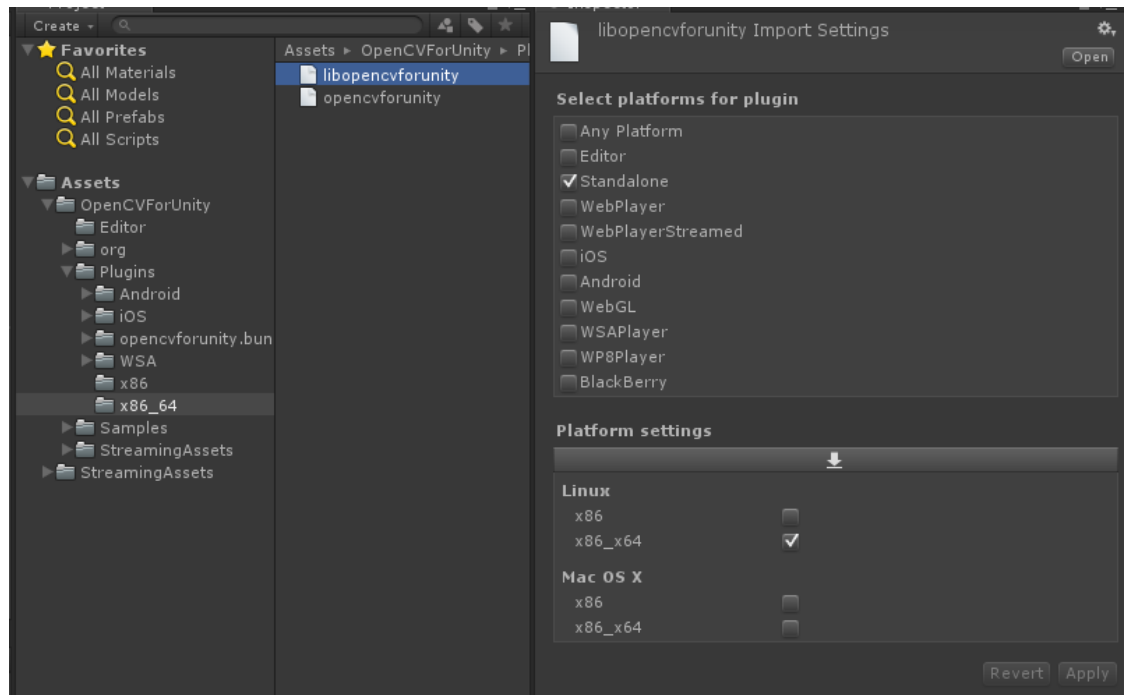 Create
Favorites
All Materials
All Models
All Prefabs
All Scripts
Assets
OpenCVForUnity
Editor
org
Plugins
Android
iOS
opencvforunity.bun
WSA
x86
x86_64
Samples
StreamingAssets
StreamingAssets
Assets ▸ OpenCVForUnity ▸ Pl
libopencvforunity
opencvforunity
libopencvforunity Import Settings
Open
Select platforms for plugin
Any Platform
Editor
Standalone
WebPlayer
WebPlayerStreamed
iOS
Android
WebGL
WSAPlayer
WP8Player
BlackBerry
Platform settings
Linux
x86
x86_x64
Mac OS X
x86
x86_x64
Revert Apply